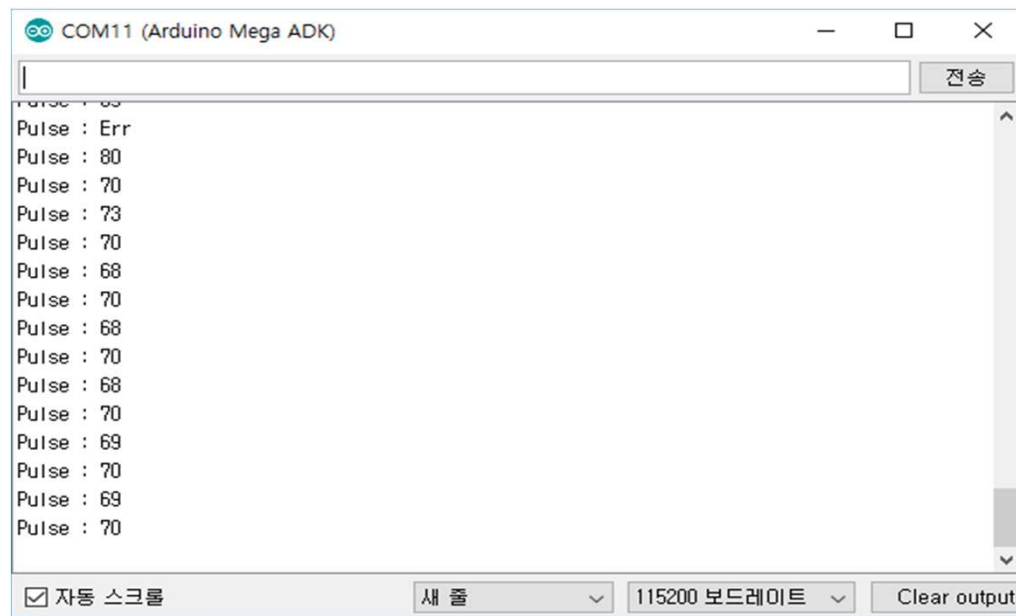 COM11 (Arduino Mega ADK)
전송
Pulse : Err
Pulse : 80
Pulse : 70
Pulse : 73
Pulse : 70
Pulse : 68
Pulse : 70
Pulse : 68
Pulse : 70
Pulse : 68
Pulse : 70
Pulse : 69
Pulse : 70
Pulse : 69
Pulse : 70
자동 스크롤 새 줄 115200 보드레이트 Clear output